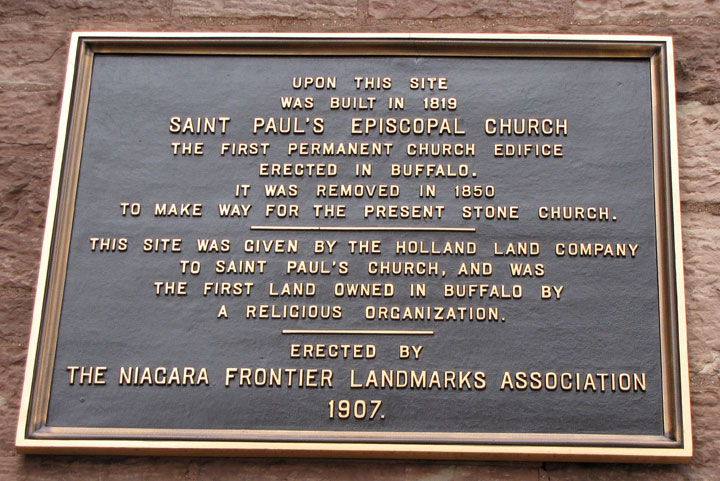 UPON THIS SITE
WAS BUILT IN 1819
SAINT PAUL'S EPISCOPAL CHURCH
THE FIRST PERMANENT CHURCH EDIFICE
ERECTED IN BUFFALO.
IT WAS REMOVED IN 1850
TO MAKE WAY FOR THE PRESENT STONE CHURCH.
THIS SITE WAS GIVEN BY THE HOLLAND LAND COMPANY
TO SAINT PAUL'S CHURCH, AND WAS
THE FIRST LAND OWNED IN BUFFALO BY
A RELIGIOUS ORGANIZATION.
ERECTED BY
THE NIAGARA FRONTIER LANDMARKS ASSOCIATION
1907.